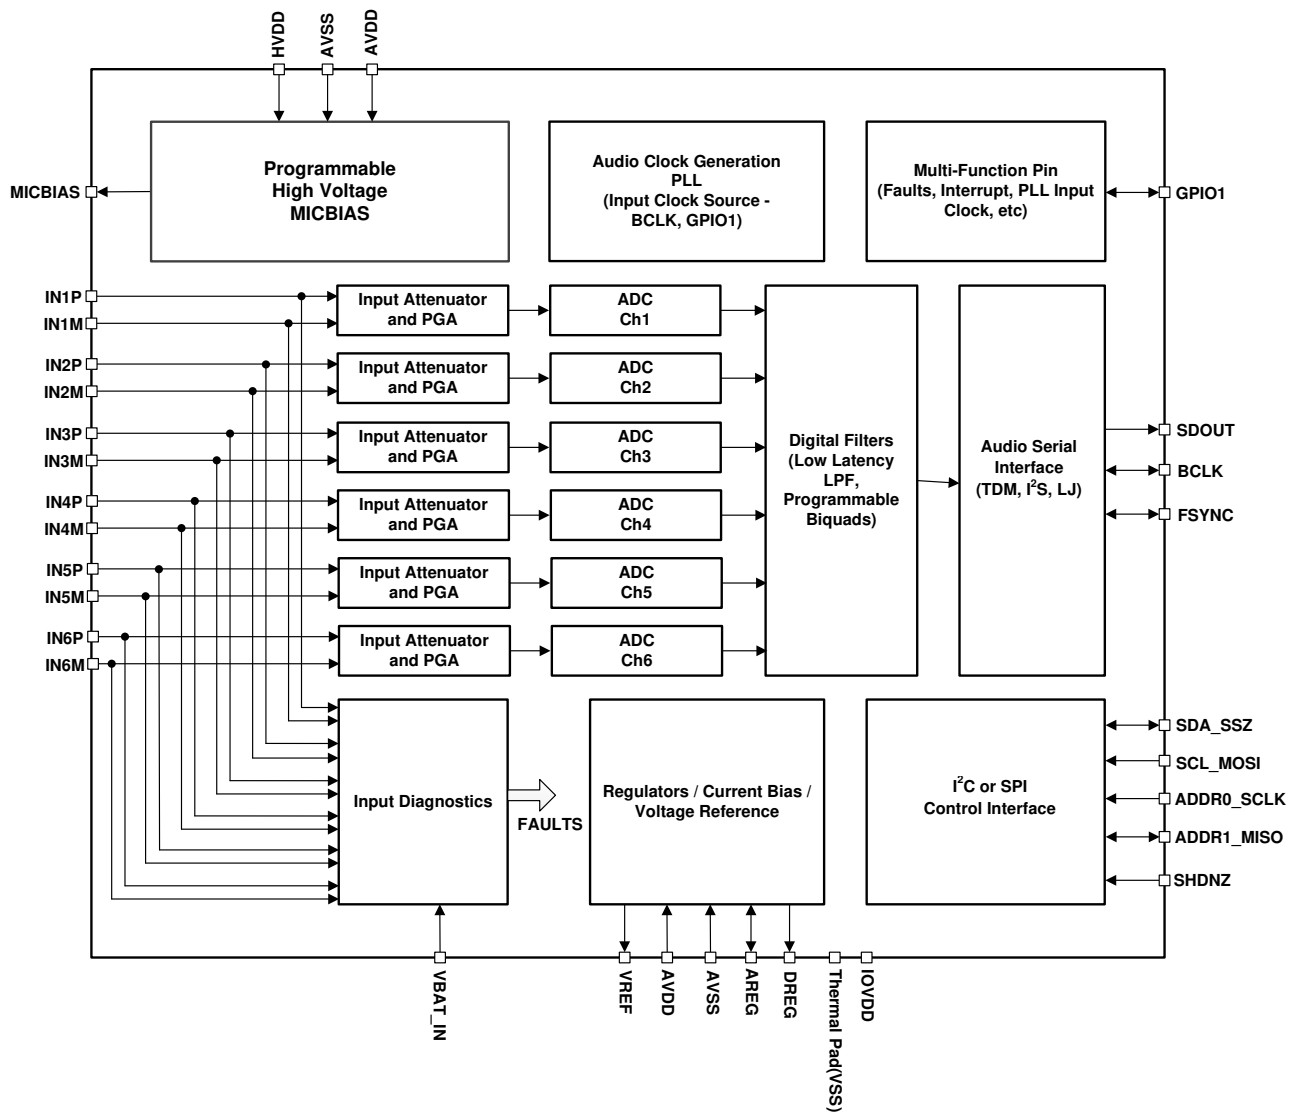 HVDD
AVSS
AVDD
Programmable
High Voltage
MICBIAS
Audio Clock Generation
PLL
(Input Clock Source -
BCLK, GPIO1)
Multi-Function Pin
(Faults, Interrupt, PLL Input
Clock, etc)
MICBIAS
GPIO1
IN1P
IN1M
IN2P
IN2M
IN3P
IN3M
IN4P
IN4M
IN5P
IN5M
IN6P
IN6M
Input Attenuator
and PGA
ADC
Ch1
Input Attenuator
and PGA
ADC
Ch2
Input Attenuator
and PGA
ADC
Ch3
Input Attenuator
and PGA
ADC
Ch4
Input Attenuator
and PGA
ADC
Ch5
Input Attenuator
and PGA
ADC
Ch6
Digital Filters
(Low Latency
LPF,
Programmable
Biquads)
Audio Serial
Interface
(TDM, I²S, LJ)
SDOUT
BCLK
FSYNC
Input Diagnostics
FAULTS
Regulators / Current Bias /
Voltage Reference
I²C or SPI
Control Interface
SDA_SSZ
SCL_MOSI
ADDR0_SCLK
ADDR1_MISO
SHDNZ
VBAT_IN
VREF
AVDD
AVSS
AREG
DREG
Thermal Pad(VSS)
IOVDD